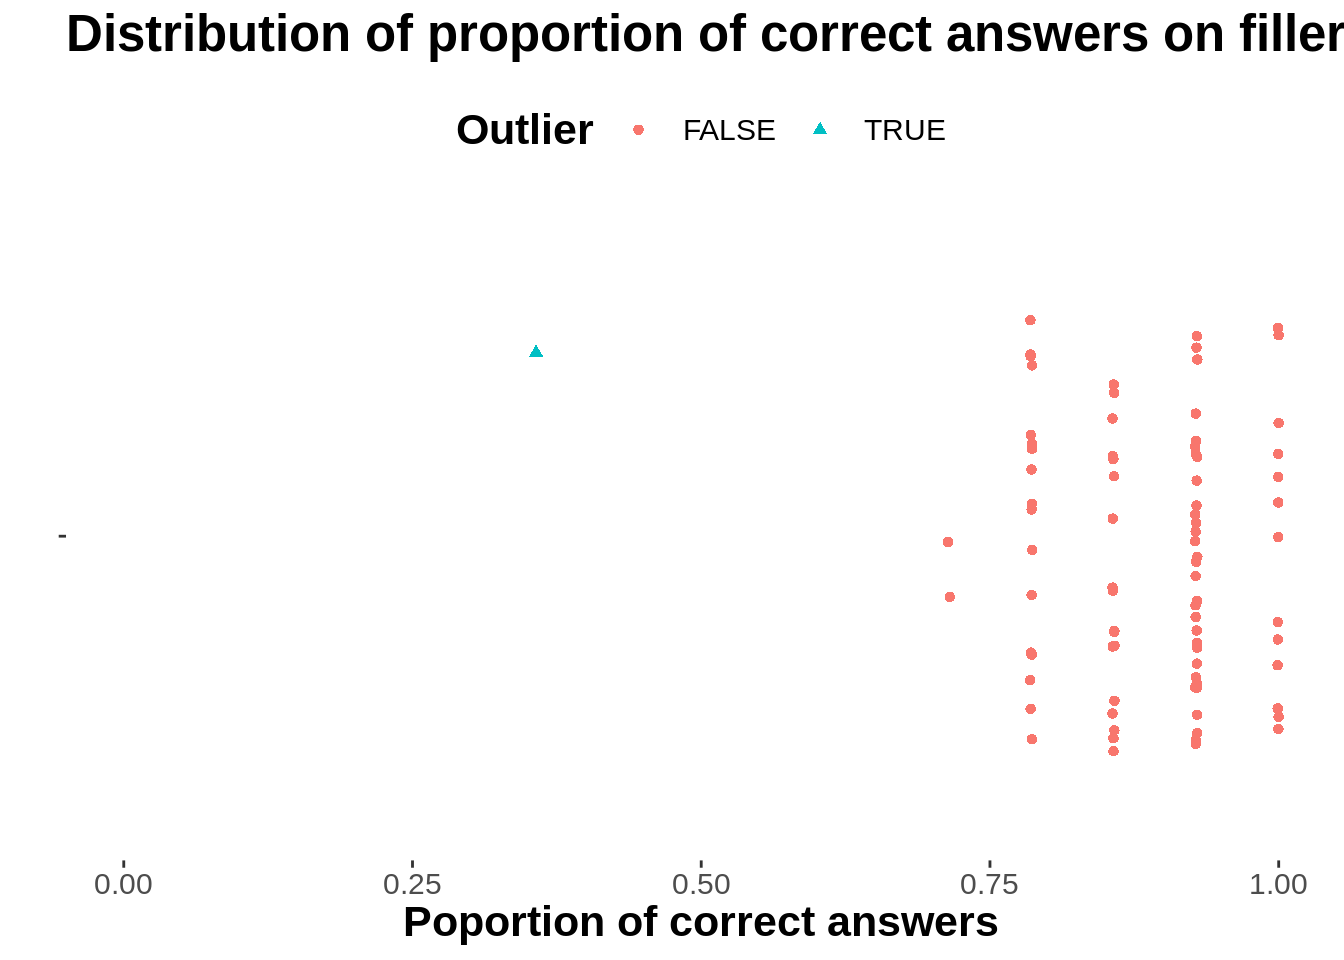 Distribution of proportion of correct answers on filler
Outlier FALSE TRUE
0.00 0.25 0.50 0.75 1.00
Poportion of correct answers